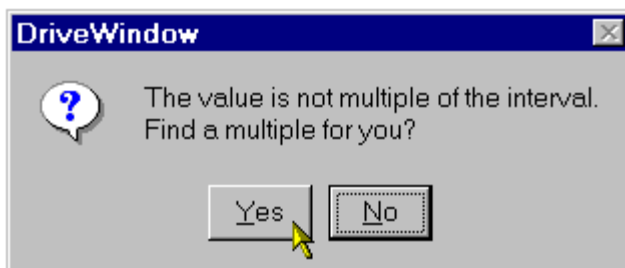 DriveWindow
The value is not multiple of the interval.
Find a multiple for you?
Yes No